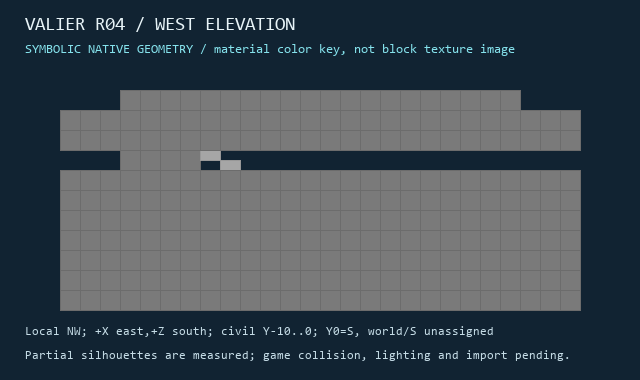 VALIER R04 / WEST ELEVATION
SYMBOLIC NATIVE GEOMETRY / material color key, not block texture image
Local NW; +X east,+Z south; civil Y-10..0; Y0=S, world/S unassigned
Partial silhouettes are measured; game collision, lighting and import pending.